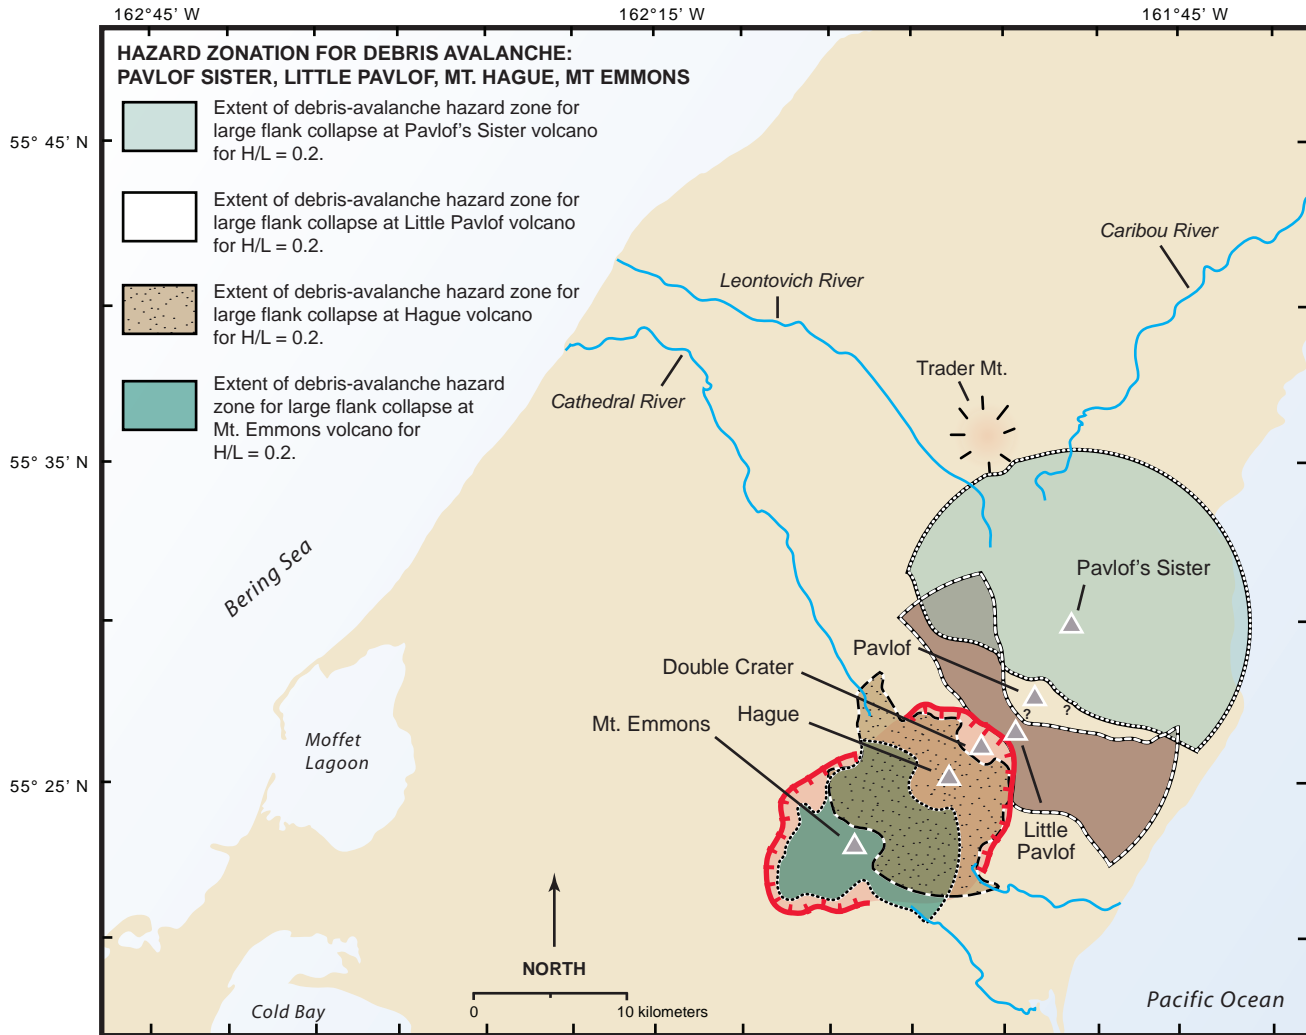 162°45’ W
162°15’ W
161°45’ W
HAZARD ZONATION FOR DEBRIS AVALANCHE:
PAVLOF SISTER, LITTLE PAVLOF, MT. HAGUE, MT EMMONS
Extent of debris-avalanche hazard zone for
large flank collapse at Pavlof’s Sister volcano
for H/L = 0.2.
Extent of debris-avalanche hazard zone for
large flank collapse at Little Pavlof volcano
for H/L = 0.2.
Extent of debris-avalanche hazard zone for
large flank collapse at Hague volcano
for H/L = 0.2.
Extent of debris-avalanche hazard
zone for large flank collapse at
Mt. Emmons volcano for
H/L = 0.2.
55° 45’ N
55° 35’ N
55° 25’ N
Caribou River
Leontovich River
Trader Mt.
Cathedral River
Bering Sea
Pavlof’s Sister
Pavlof
Double Crater
Hague
Mt. Emmons
?
?
Moffet
Lagoon
Little
Pavlof
NORTH
0
10 kilometers
Cold Bay
Pacific Ocean